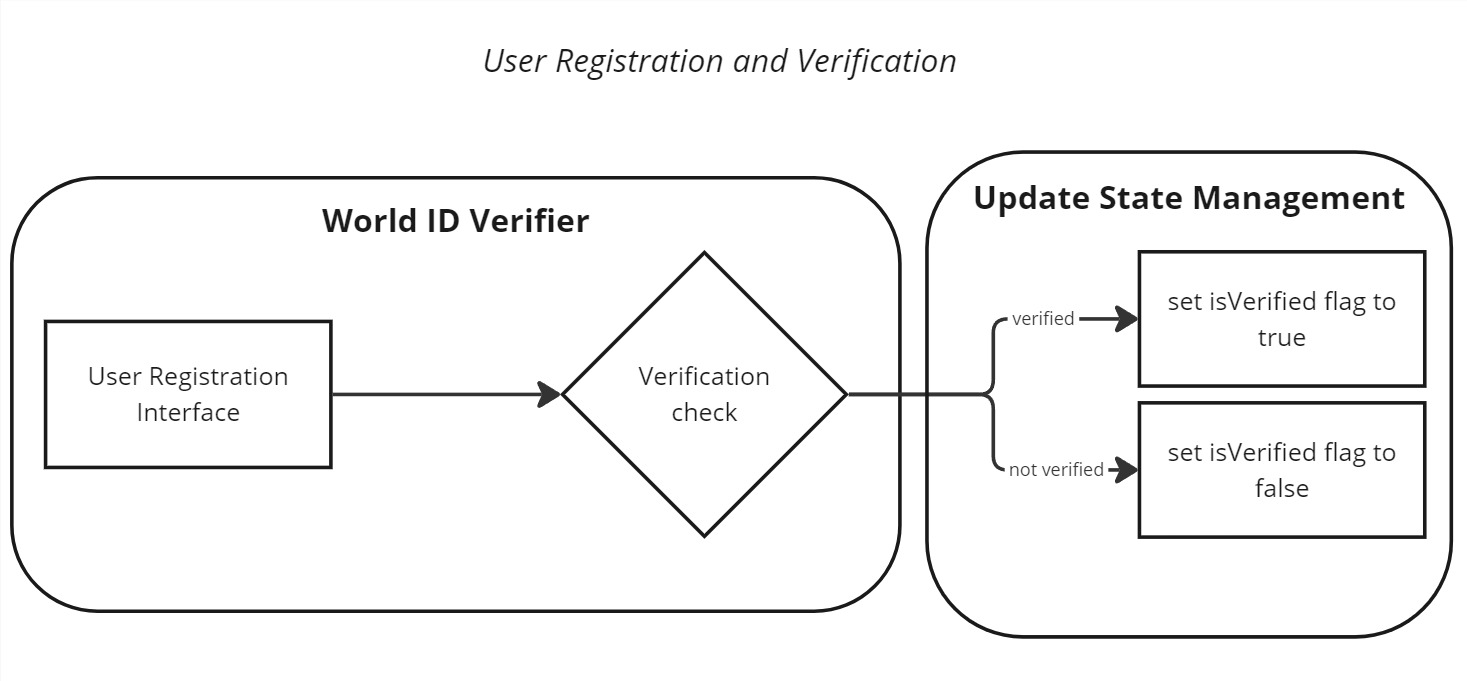 User Registration and Verification
World ID Verifier
User Registration
Interface
Verification
check
Update State Management
verified
set isVerified flag to
true
not verified
set isVerified flag to
false